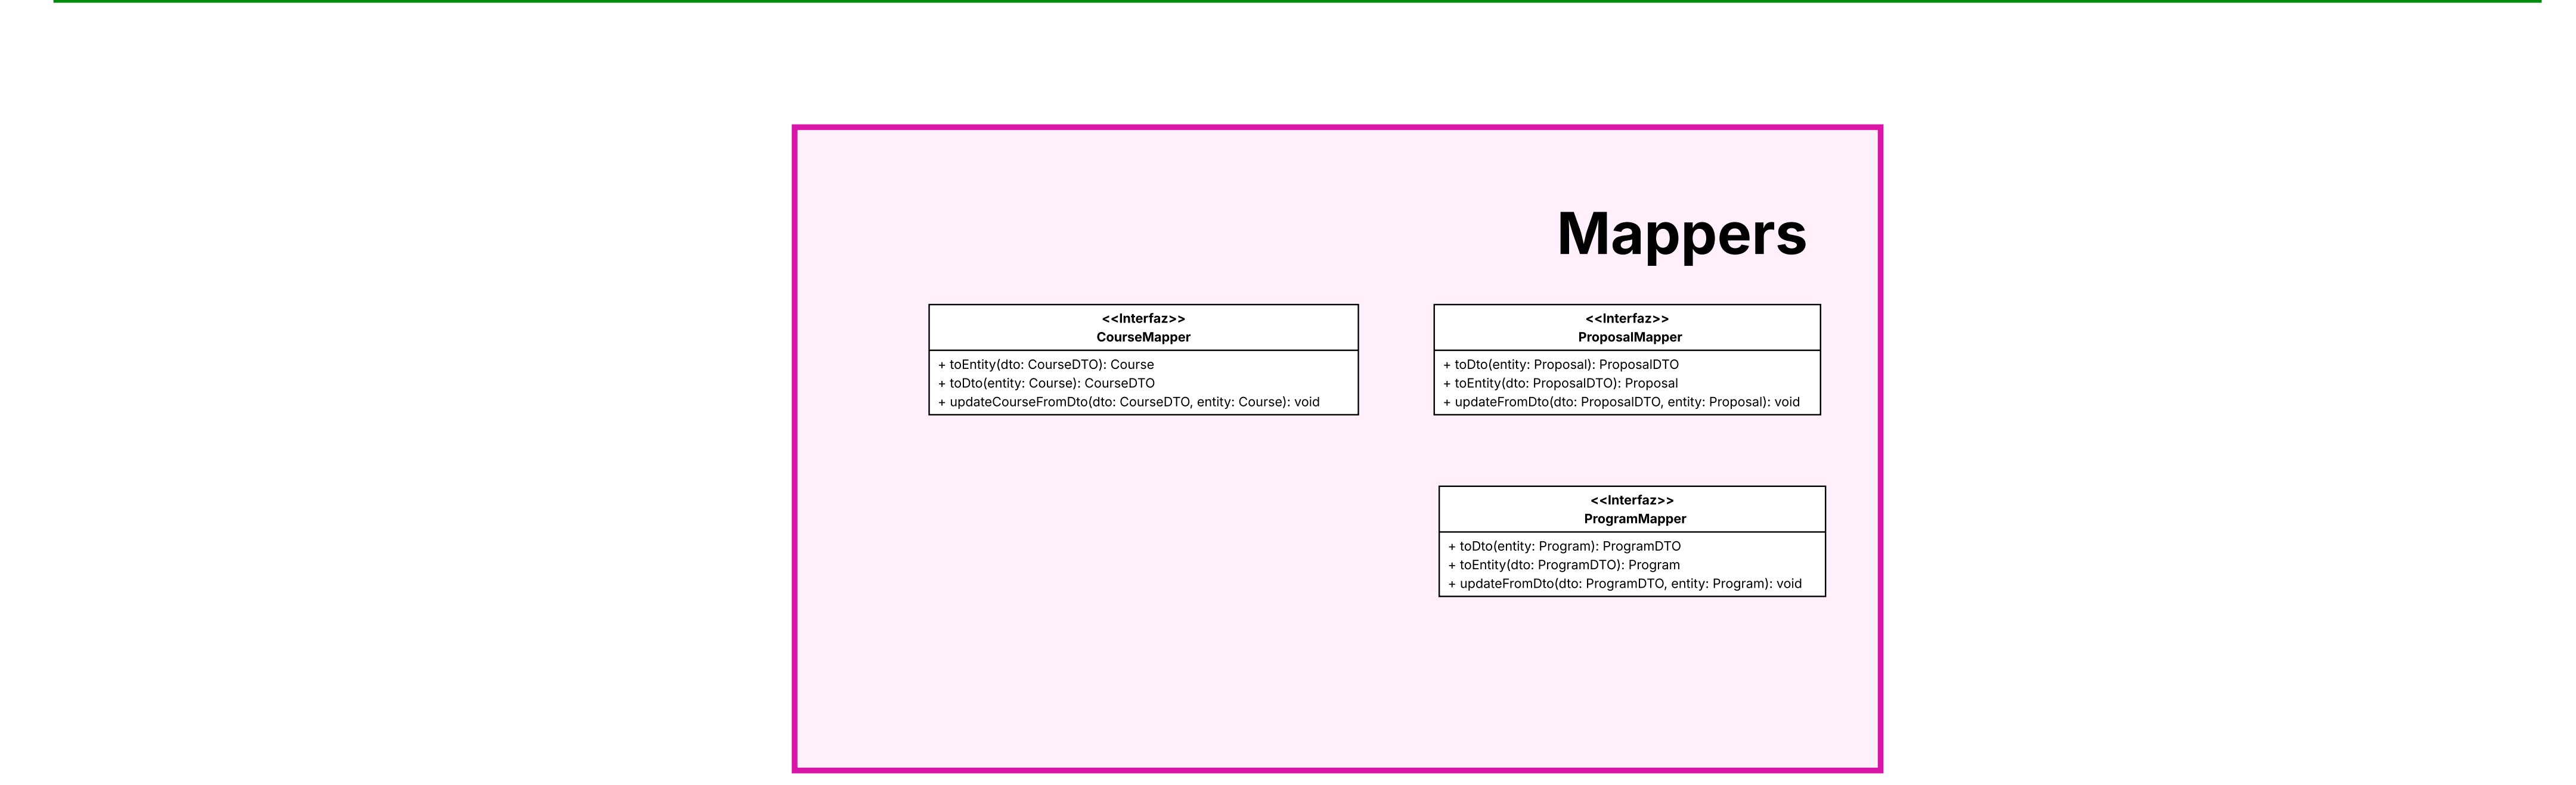 Mappers
<<Interfaz>>
CourseMapper
+ toEntity(dto: CourseDTO): Course
+ toDto(entity: Course): CourseDTO
+ updateCourseFromDto(dto: CourseDTO, entity: Course): void
<<Interfaz>>
ProposalMapper
+ toDto(entity: Proposal): ProposalDTO
+ toEntity(dto: ProposalDTO): Proposal
+ updateFromDto(dto: ProposalDTO, entity: Proposal): void
<<Interfaz>>
ProgramMapper
+ toDto(entity: Program): ProgramDTO
+ toEntity(dto: ProgramDTO): Program
+ updateFromDto(dto: ProgramDTO, entity: Program): void